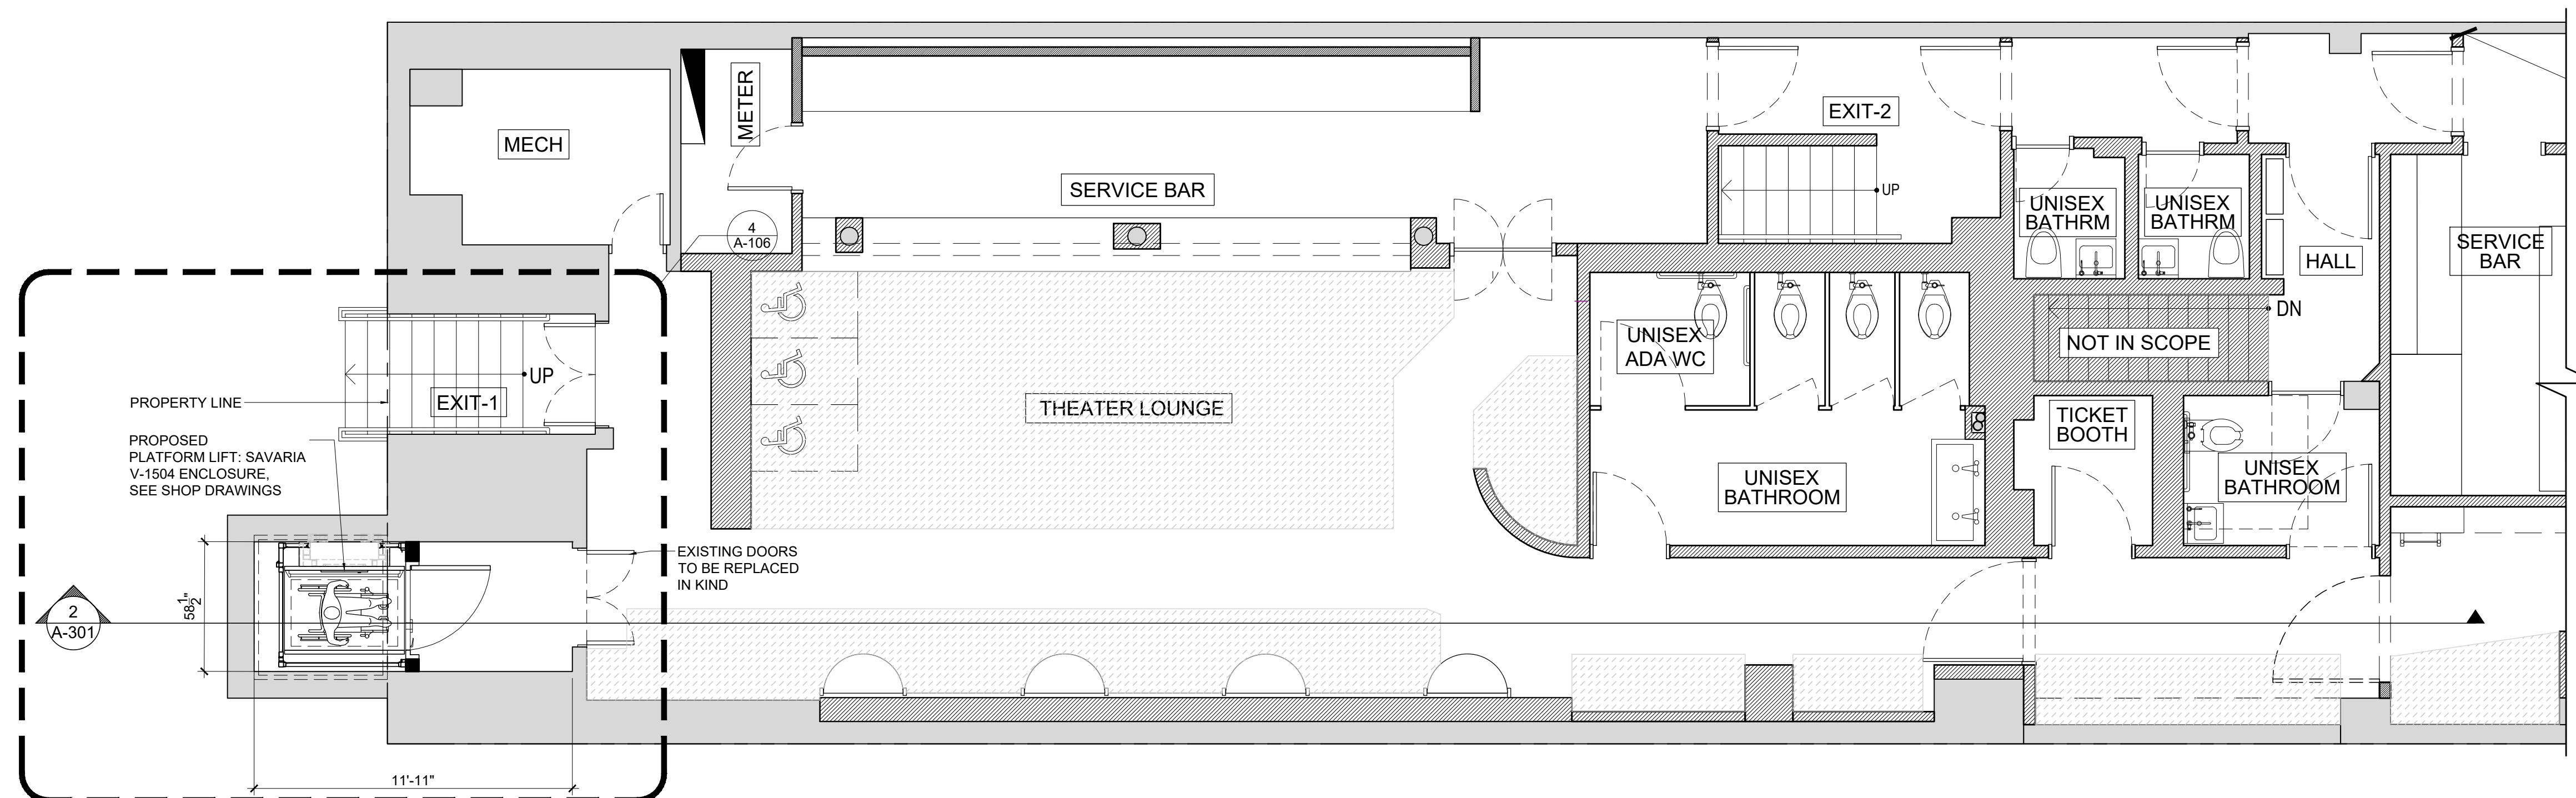 MECH
METER
SERVICE BAR
4
A-106
EXIT-2
UP
UNISEX
BATHRM
UNISEX
BATHRM
HALL
SERVICE
BAR
DN
NOT IN SCOPE
UNISEX
ADA WC
THEATER LOUNGE
UP
EXIT-1
PROPERTY LINE
PROPOSED
PLATFORM LIFT: SAVARIA
V-1504 ENCLOSURE,
SEE SHOP DRAWINGS
TICKET
BOOTH
UNISEX
BATHROOM
UNISEX
BATHROOM
EXISTING DOORS
TO BE REPLACED
IN KIND
58 1/2"
2
A-301
11'-11"